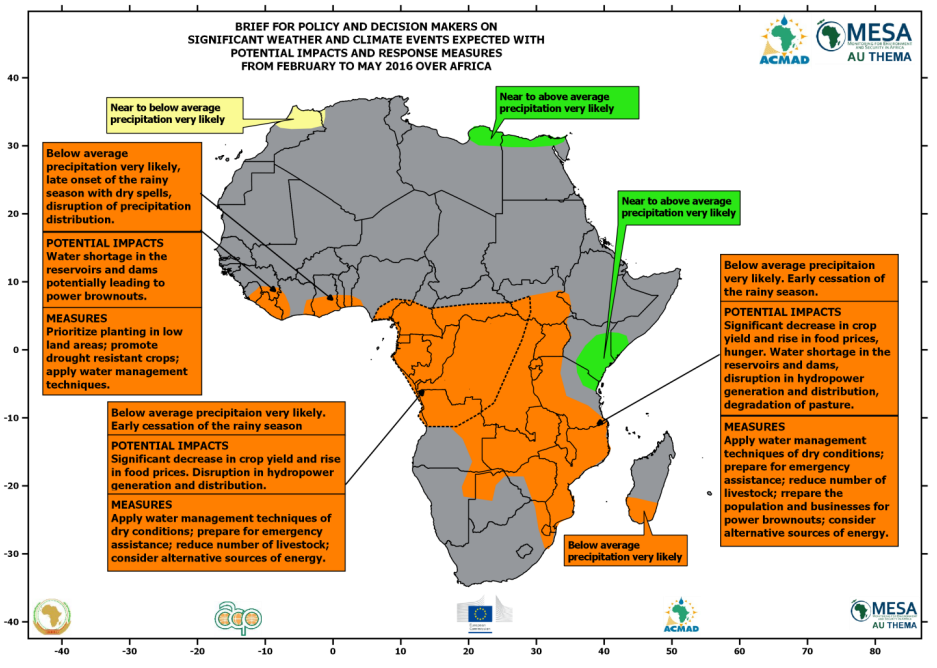 BRIEF FOR POLICY AND DECISION MAKERS ON
SIGNIFICANT WEATHER AND CLIMATE EVENTS EXPECTED WITH
POTENTIAL IMPACTS AND RESPONSE MEASURES
FROM FEBRUARY TO MAY 2016 OVER AFRICA
ACMAD
MESA
AU THEMA
Near to below average
precipitation very likely
Near to above average
precipitation very likely
Below average
precipitation very likely,
late onset of the rainy
season with dry spells,
disruption of precipitation
distribution.
POTENTIAL IMPACTS
Water shortage in the
reservoirs and dams
potentially leading to
power brownouts.
MEASURES
Prioritize planting in low
land areas; promote
drought resistant crops;
apply water management
techniques.
Near to above average
precipitation very likely
Below average precipitaion
very likely. Early cessation of
the rainy season.
POTENTIAL IMPACTS
Significant decrease in crop
yield and rise in food prices,
hunger. Water shortage in the
reservoirs and dams,
disruption in hydropower
generation and distribution,
degradation of pasture.
MEASURES
Apply water management
techniques of dry conditions;
prepare for emergency
assistance; reduce number of
livestock; rrepare the
population and businesses for
power brownouts; consider
alternative sources of energy.
Below average precipitaion very likely.
Early cessation of the rainy season
POTENTIAL IMPACTS
Significant decrease in crop yield and rise
in food prices. Disruption in hydropower
generation and distribution.
MEASURES
Apply water management techniques of
dry conditions; prepare for emergency
assistance; reduce number of livestock;
consider alternative sources of energy.
Below average
precipitation very likely
40
30
20
10
0
-10
-20
-30
-40
European
Commission
ACMAD
MESA
AU THEMA
-40 -30 -20 -10 0 10 20 30 40 50 60 70 80